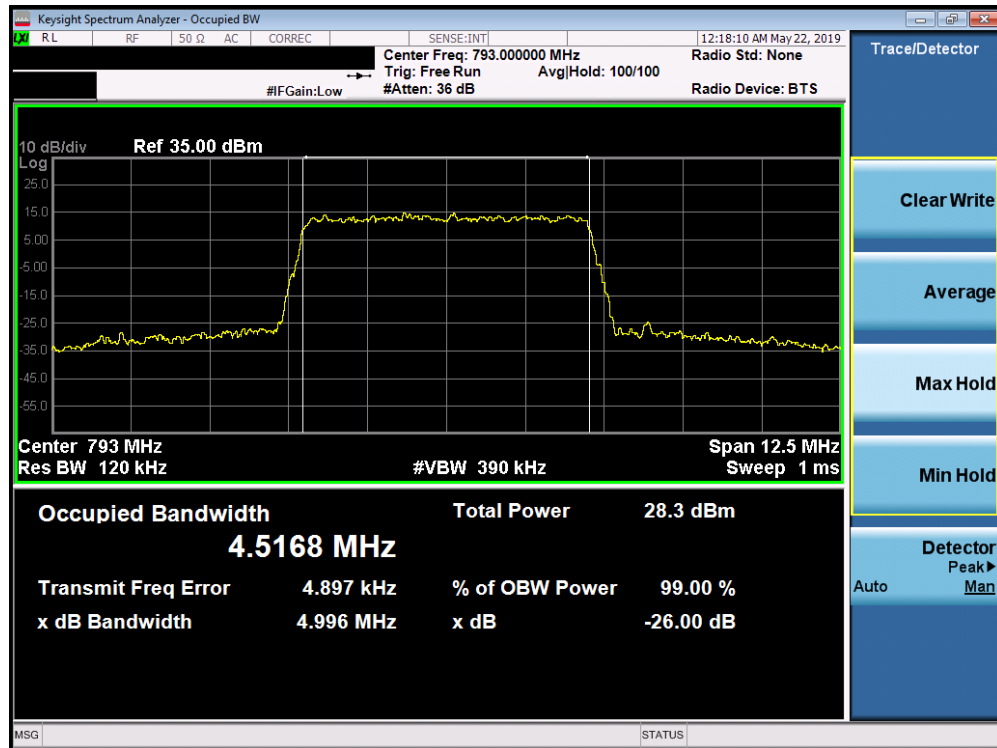 Keysight Spectrum Analyzer - Occupied BW
LXI RL RF 50 Ω AC CORREC SENSE:INT 12:18:10 AM May 22, 2019
Center Freq: 793.000000 MHz Radio Std: None
Trig: Free Run Avg|Hold: 100/100
#IFGain:Low #Atten: 36 dB Radio Device: BTS
Trace/Detector
10 dB/div Ref 35.00 dBm
Log
25.0
15.0
5.00
-5.00
-15.0
-25.0
-35.0
-45.0
-55.0
Center 793 MHz Span 12.5 MHz
Res BW 120 kHz #VBW 390 kHz Sweep 1 ms
Occupied Bandwidth Total Power 28.3 dBm
4.5168 MHz
Transmit Freq Error 4.897 kHz % of OBW Power 99.00 %
x dB Bandwidth 4.996 MHz x dB -26.00 dB
Clear Write
Average
Max Hold
Min Hold
Detector
Peak▶
Auto Man
MSG STATUS